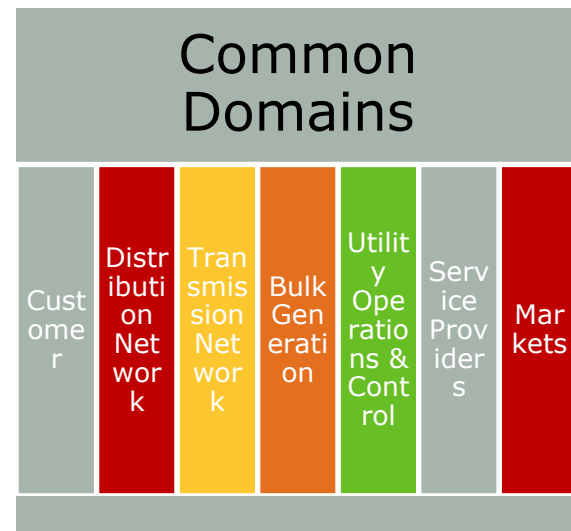 Common
Domains
Cust
ome
r
Distr
ibuti
on
Net
wor
k
Tran
smis
sion
Net
wor
k
Bulk
Gen
erati
on
Utilit
y
Ope
ratio
ns &
Cont
rol
Serv
ice
Prov
ider
s
Mar
kets